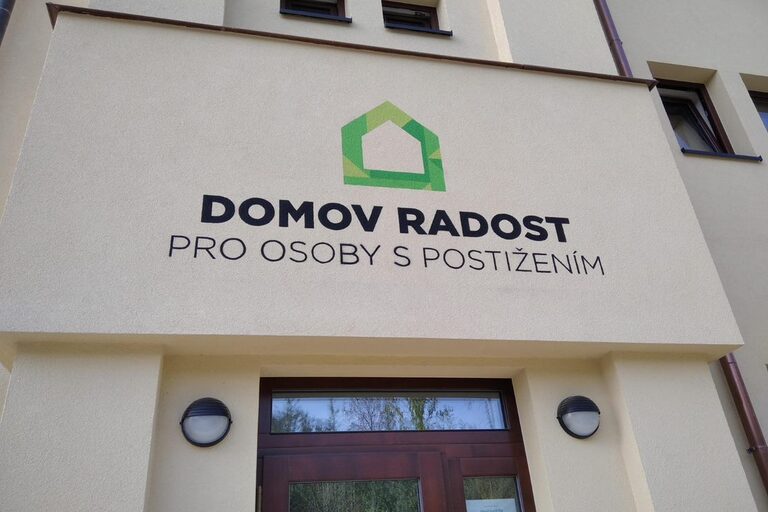 DOMOV RADOST
PRO OSOBY S POSTIŽENÍM